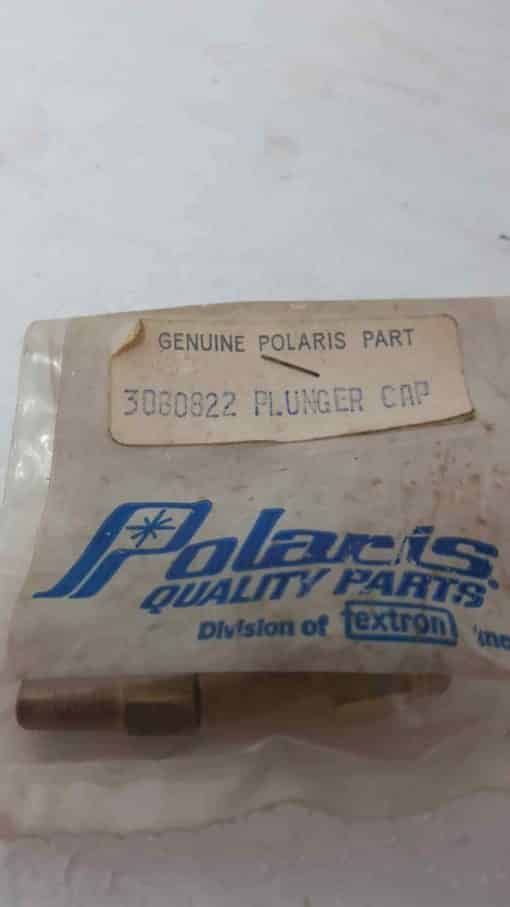 GENUINE POLARIS PART
3080822 PLUNGER CAP
Polaris
QUALITY PARTS
Division of textron inc